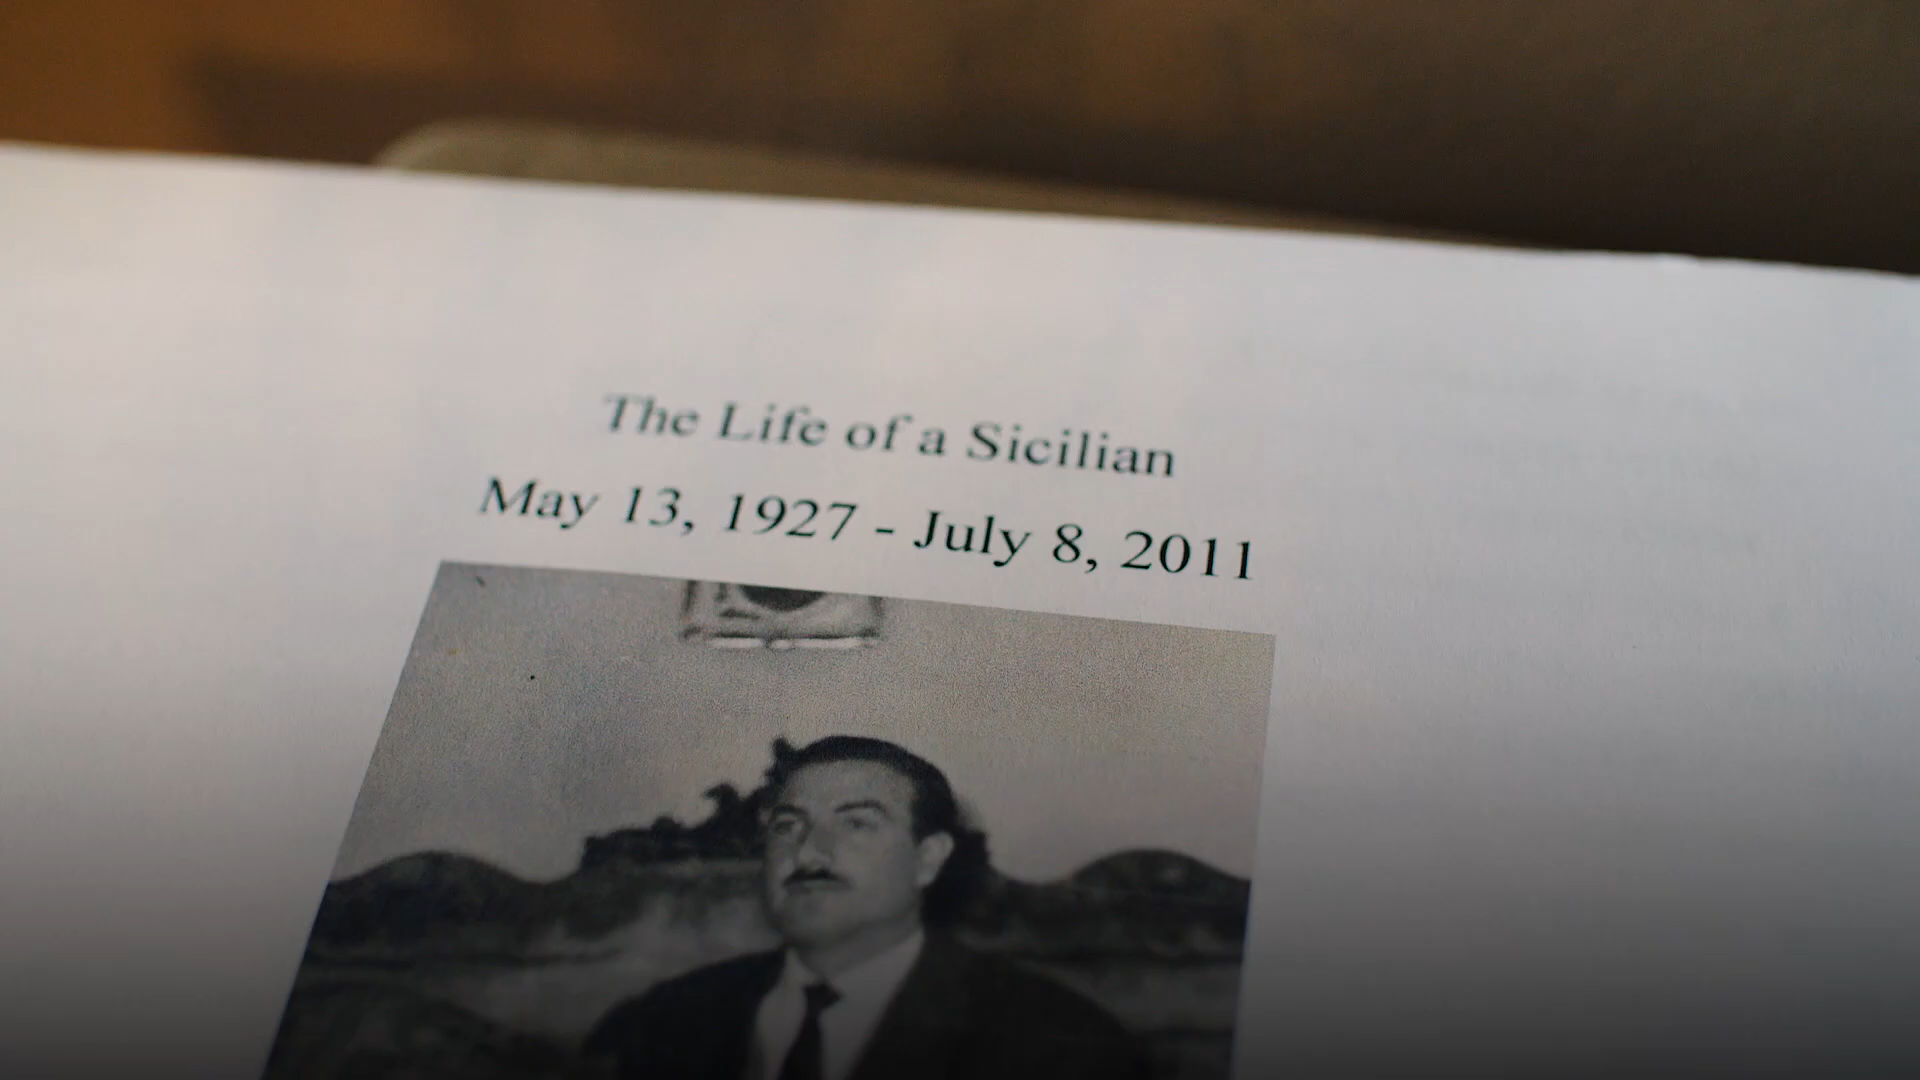 The Life of a Sicilian
May 13, 1927 - July 8, 2011